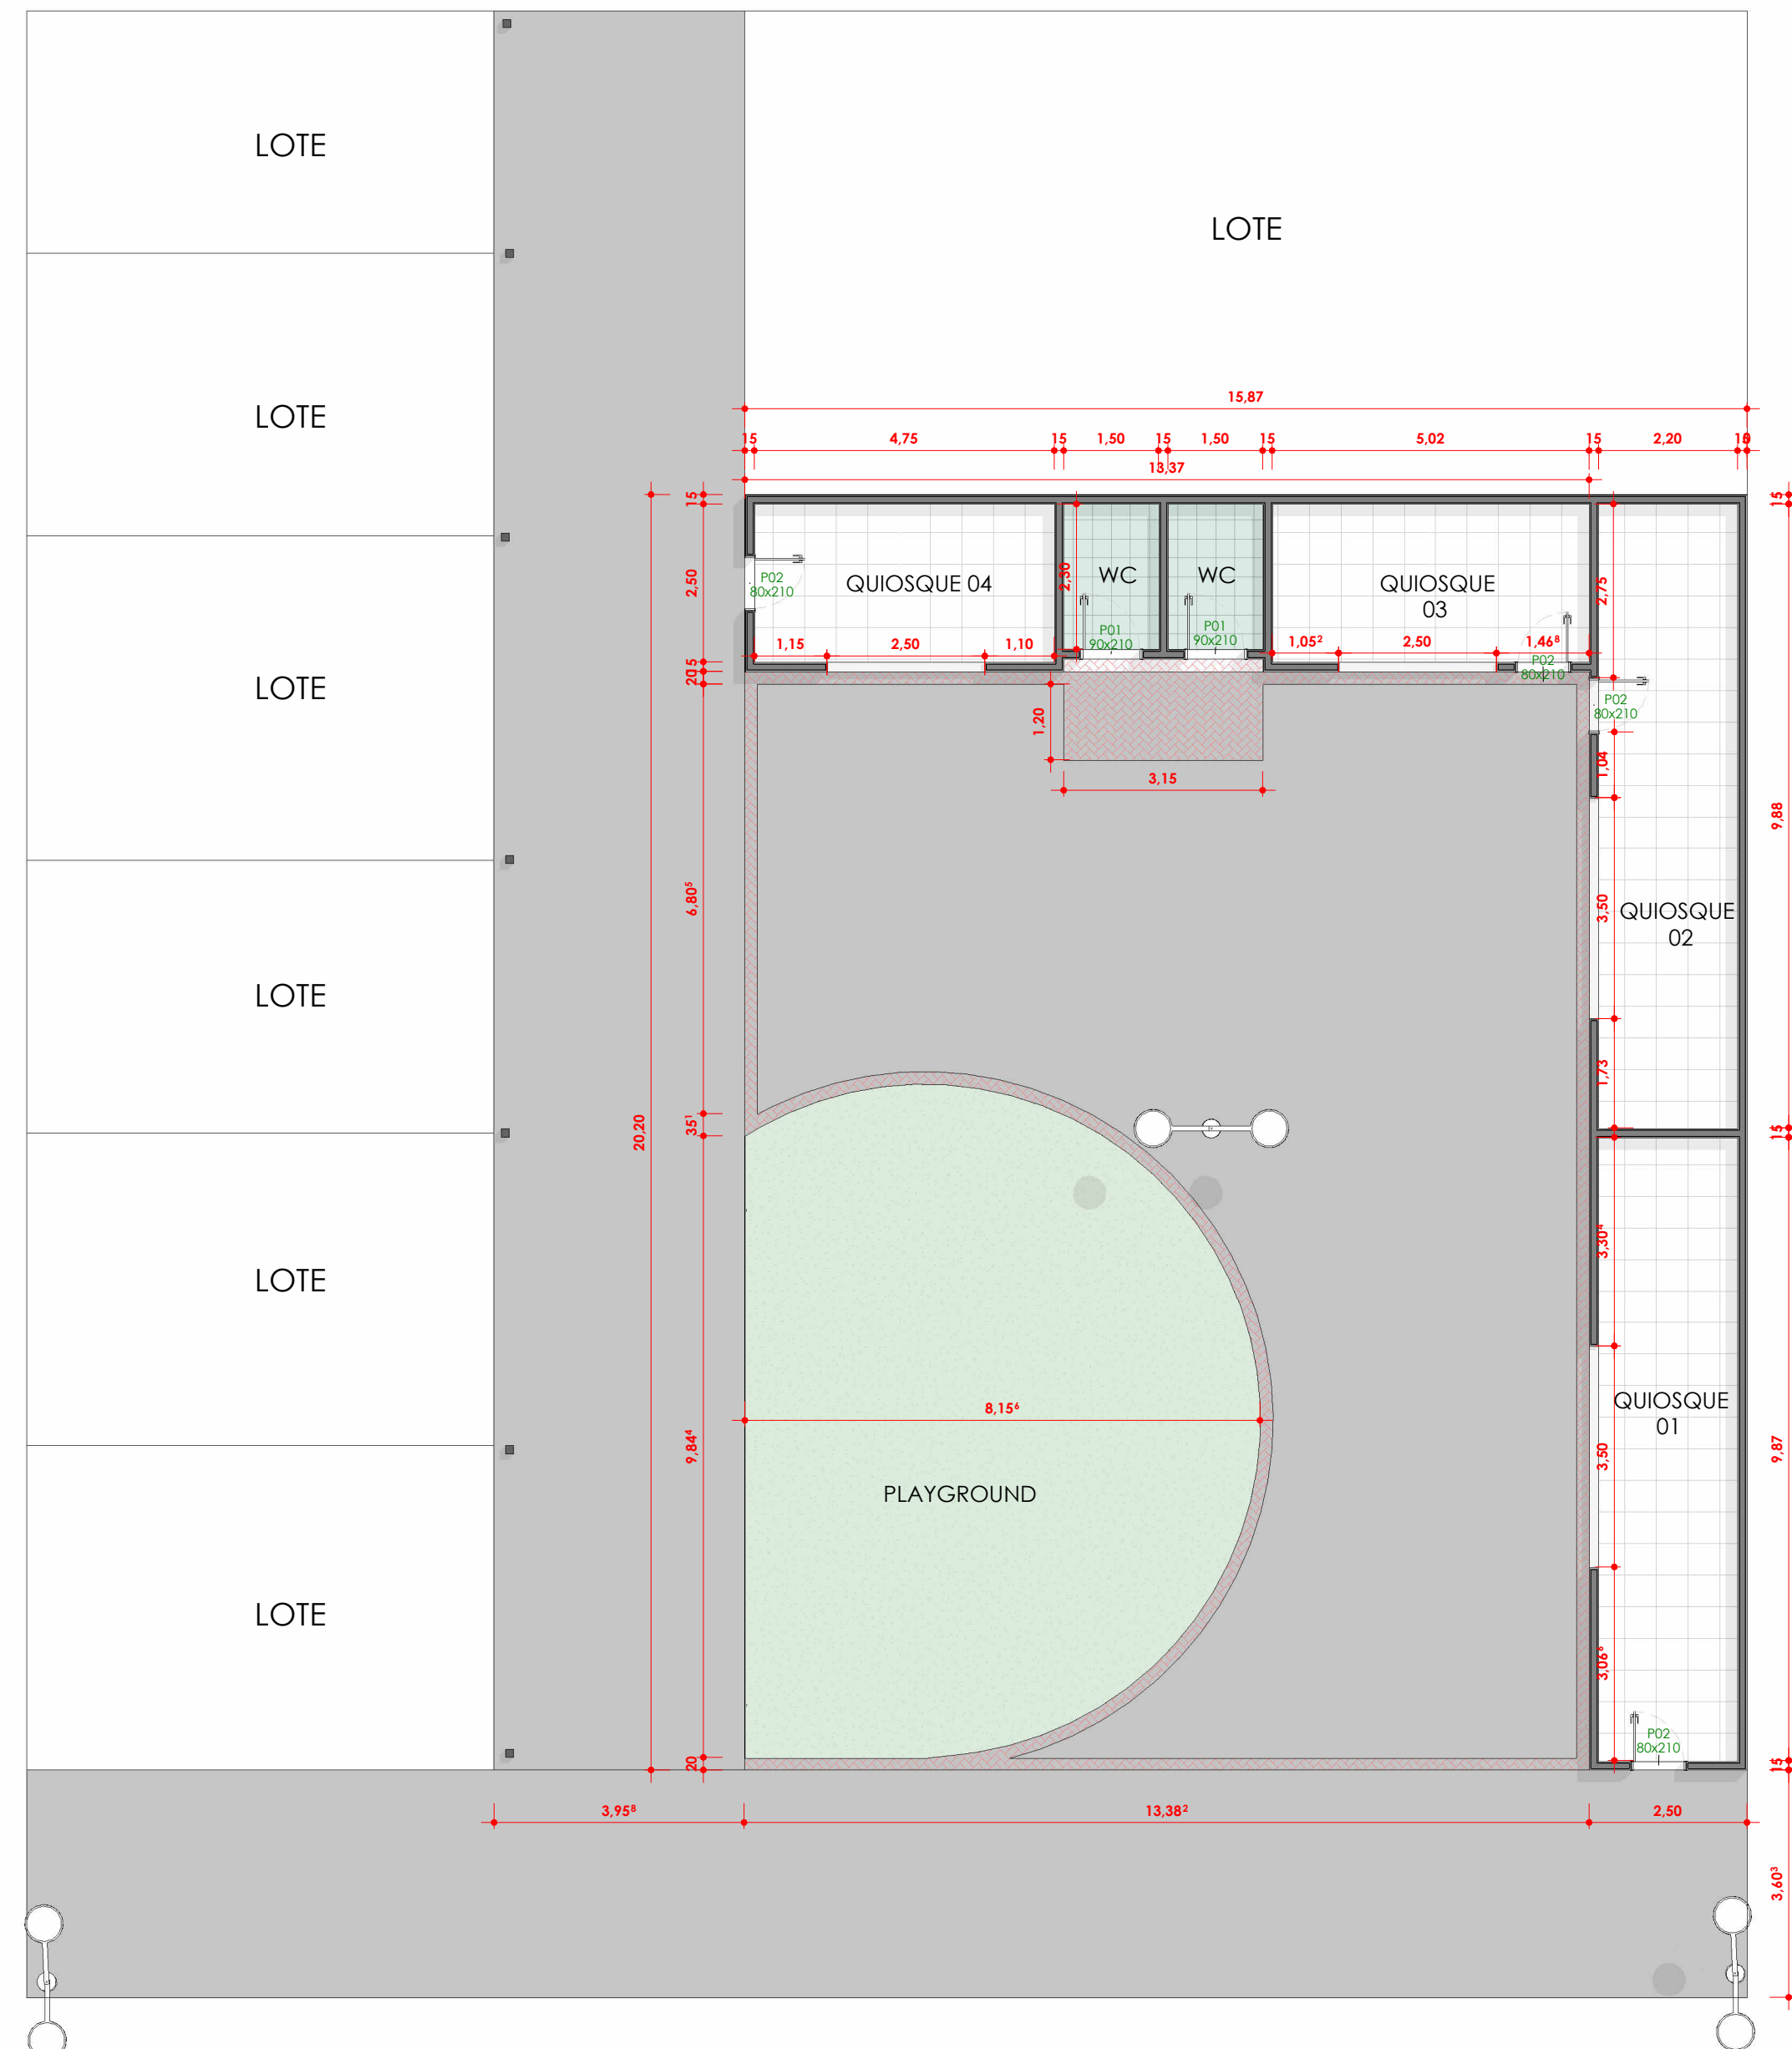 LOTE
LOTE
LOTE
LOTE
LOTE
LOTE
LOTE
15,87
15
4,75
15
1,50
15
1,50
15
5,02
15
2,20
13,37
15
2,50
15
20
6,80⁵
35¹
9,84⁴
20
20,20
P02
80x210
QUIOSQUE 04
1,15
2,50
1,10
2,30
WC
P01
90x210
WC
P01
90x210
QUIOSQUE
03
1,05²
2,50
1,46⁸
P02
80x210
1,20
3,15
2,75
P02
80x210
1,04
3,50
1,73
QUIOSQUE
02
15
9,88
15
9,87
15
3,60³
3,30⁴
3,50
3,06⁶
QUIOSQUE
01
P02
80x210
8,15⁶
PLAYGROUND
3,95⁸
13,38²
2,50